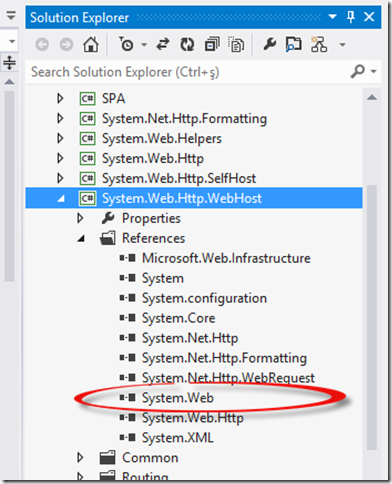 Solution Explorer
Search Solution Explorer (Ctrl+ş)
C# SPA
C# System.Net.Http.Formatting
C# System.Web.Helpers
C# System.Web.Http
C# System.Web.Http.SelfHost
C# System.Web.Http.WebHost
Properties
References
Microsoft.Web.Infrastructure
System
System.configuration
System.Core
System.Net.Http
System.Net.Http.Formatting
System.Net.Http.WebRequest
System.Web
System.Web.Http
System.XML
Common
Routing